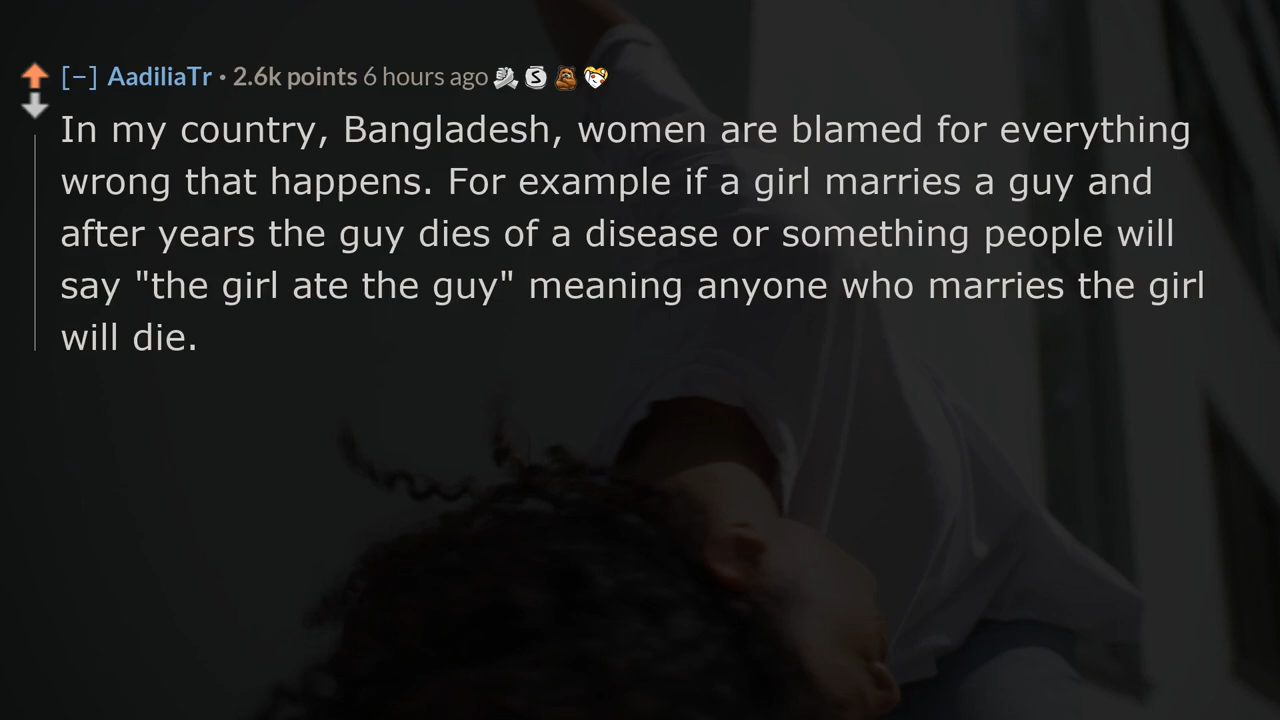 [−] AadiliaTr · 2.6k points 6 hours ago
In my country, Bangladesh, women are blamed for everything
wrong that happens. For example if a girl marries a guy and
after years the guy dies of a disease or something people will
say "the girl ate the guy" meaning anyone who marries the girl
will die.